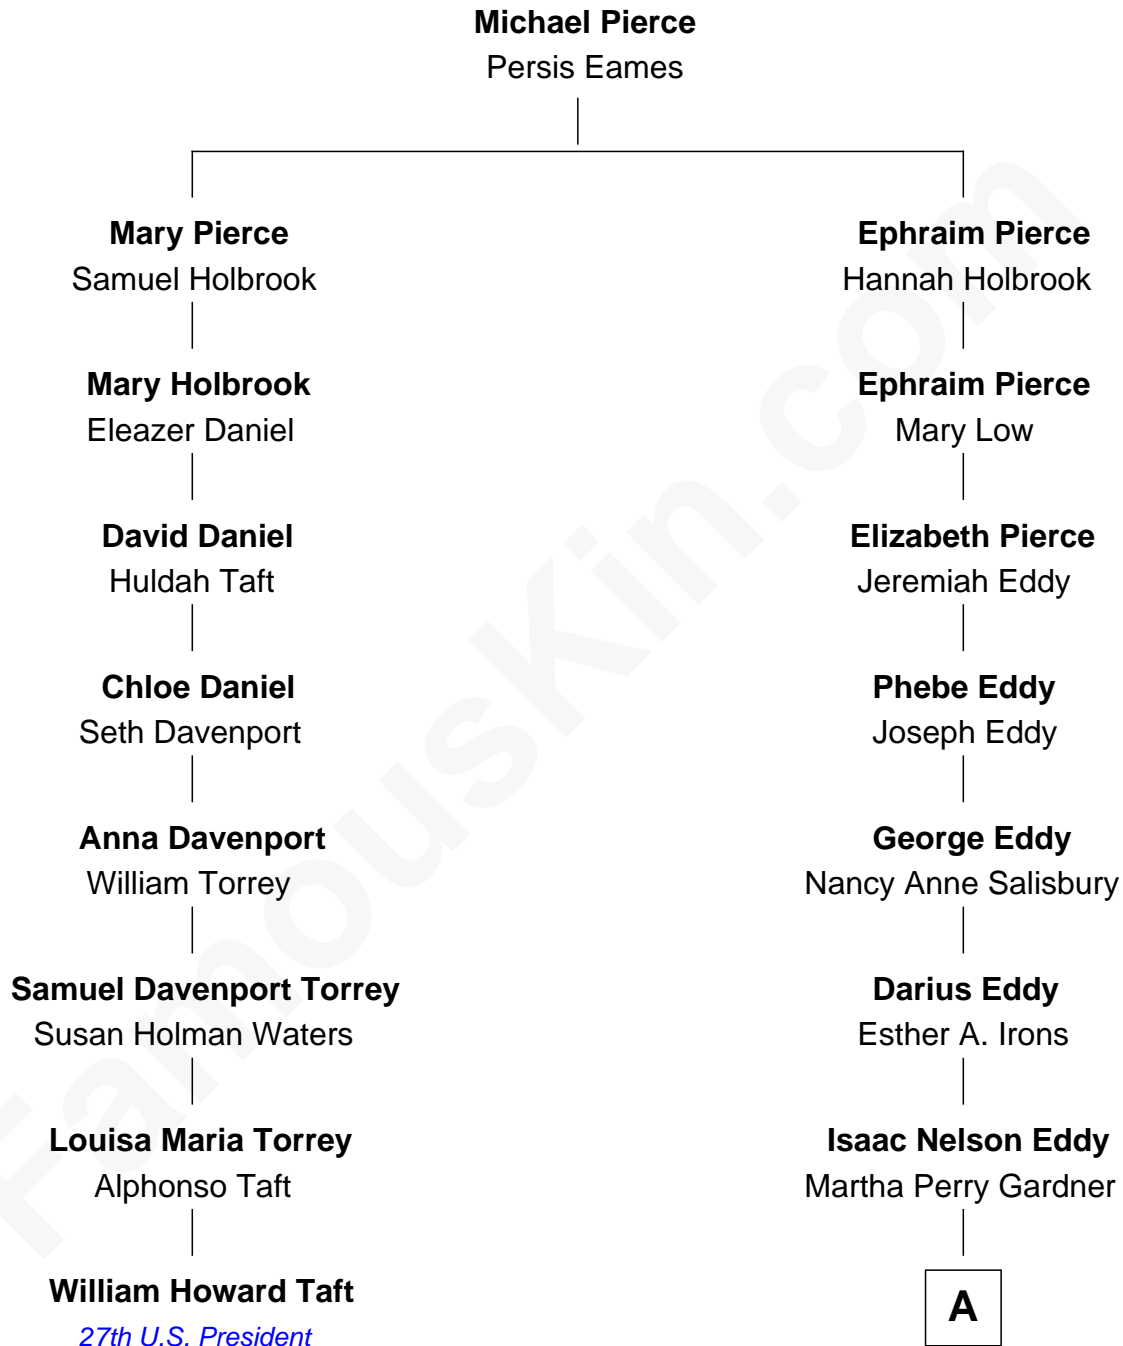 Michael Pierce
Persis Eames
Mary Pierce
Samuel Holbrook
Ephraim Pierce
Hannah Holbrook
Mary Holbrook
Eleazer Daniel
Ephraim Pierce
Mary Low
David Daniel
Huldah Taft
Elizabeth Pierce
Jeremiah Eddy
Chloe Daniel
Seth Davenport
Phebe Eddy
Joseph Eddy
Anna Davenport
William Torrey
George Eddy
Nancy Anne Salisbury
Samuel Davenport Torrey
Susan Holman Waters
Darius Eddy
Esther A. Irons
Louisa Maria Torrey
Alphonso Taft
Isaac Nelson Eddy
Martha Perry Gardner
William Howard Taft
27th U.S. President
A
FamousKin.com